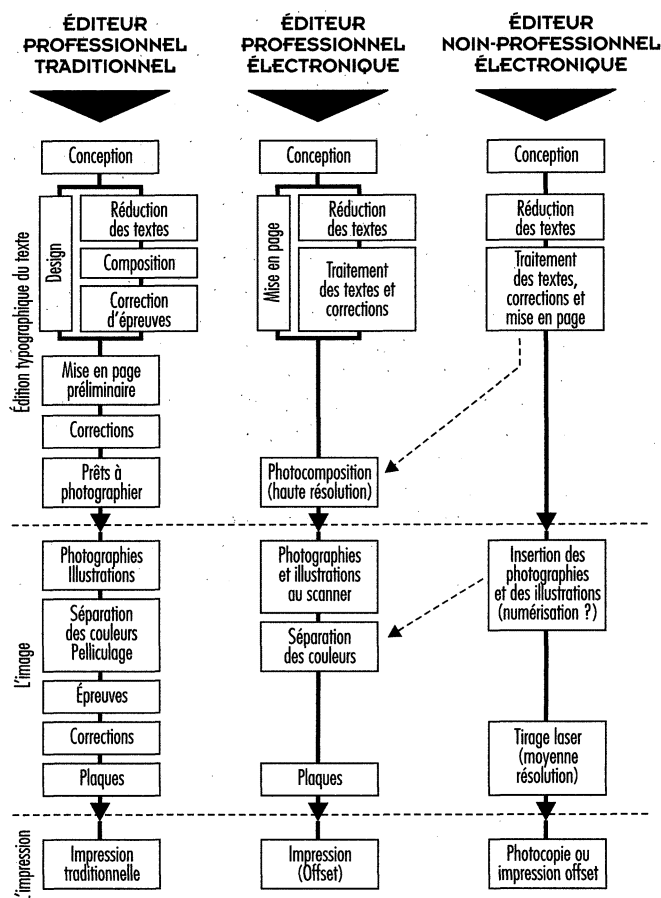 ÉDITEUR
PROFESSIONNEL
TRADITIONNEL
ÉDITEUR
PROFESSIONNEL
ÉLECTRONIQUE
ÉDITEUR
NOIN-PROFESSIONNEL
ÉLECTRONIQUE
Édition typographique du texte
Conception
Design
Réduction
des textes
Composition
Correction
d'épreuves
Mise en page
préliminaire
Corrections
Prêts à
photographier
Conception
Mise en page
Réduction
des textes
Traitement
des textes et
corrections
Photocomposition
(haute résolution)
Conception
Réduction
des textes
Traitement
des textes,
corrections et
mise en page
L'image
Photographies
Illustrations
Séparation
des couleurs
Pelliculage
Épreuves
Corrections
Plaques
Photographies
et illustrations
au scanner
Séparation
des couleurs
Plaques
Insertion des
photographies
et des illustrations
(numérisation ?)
Tirage laser
(moyenne
résolution)
L'impression
Impression
traditionnelle
Impression
(Offset)
Photocopie ou
impression offset